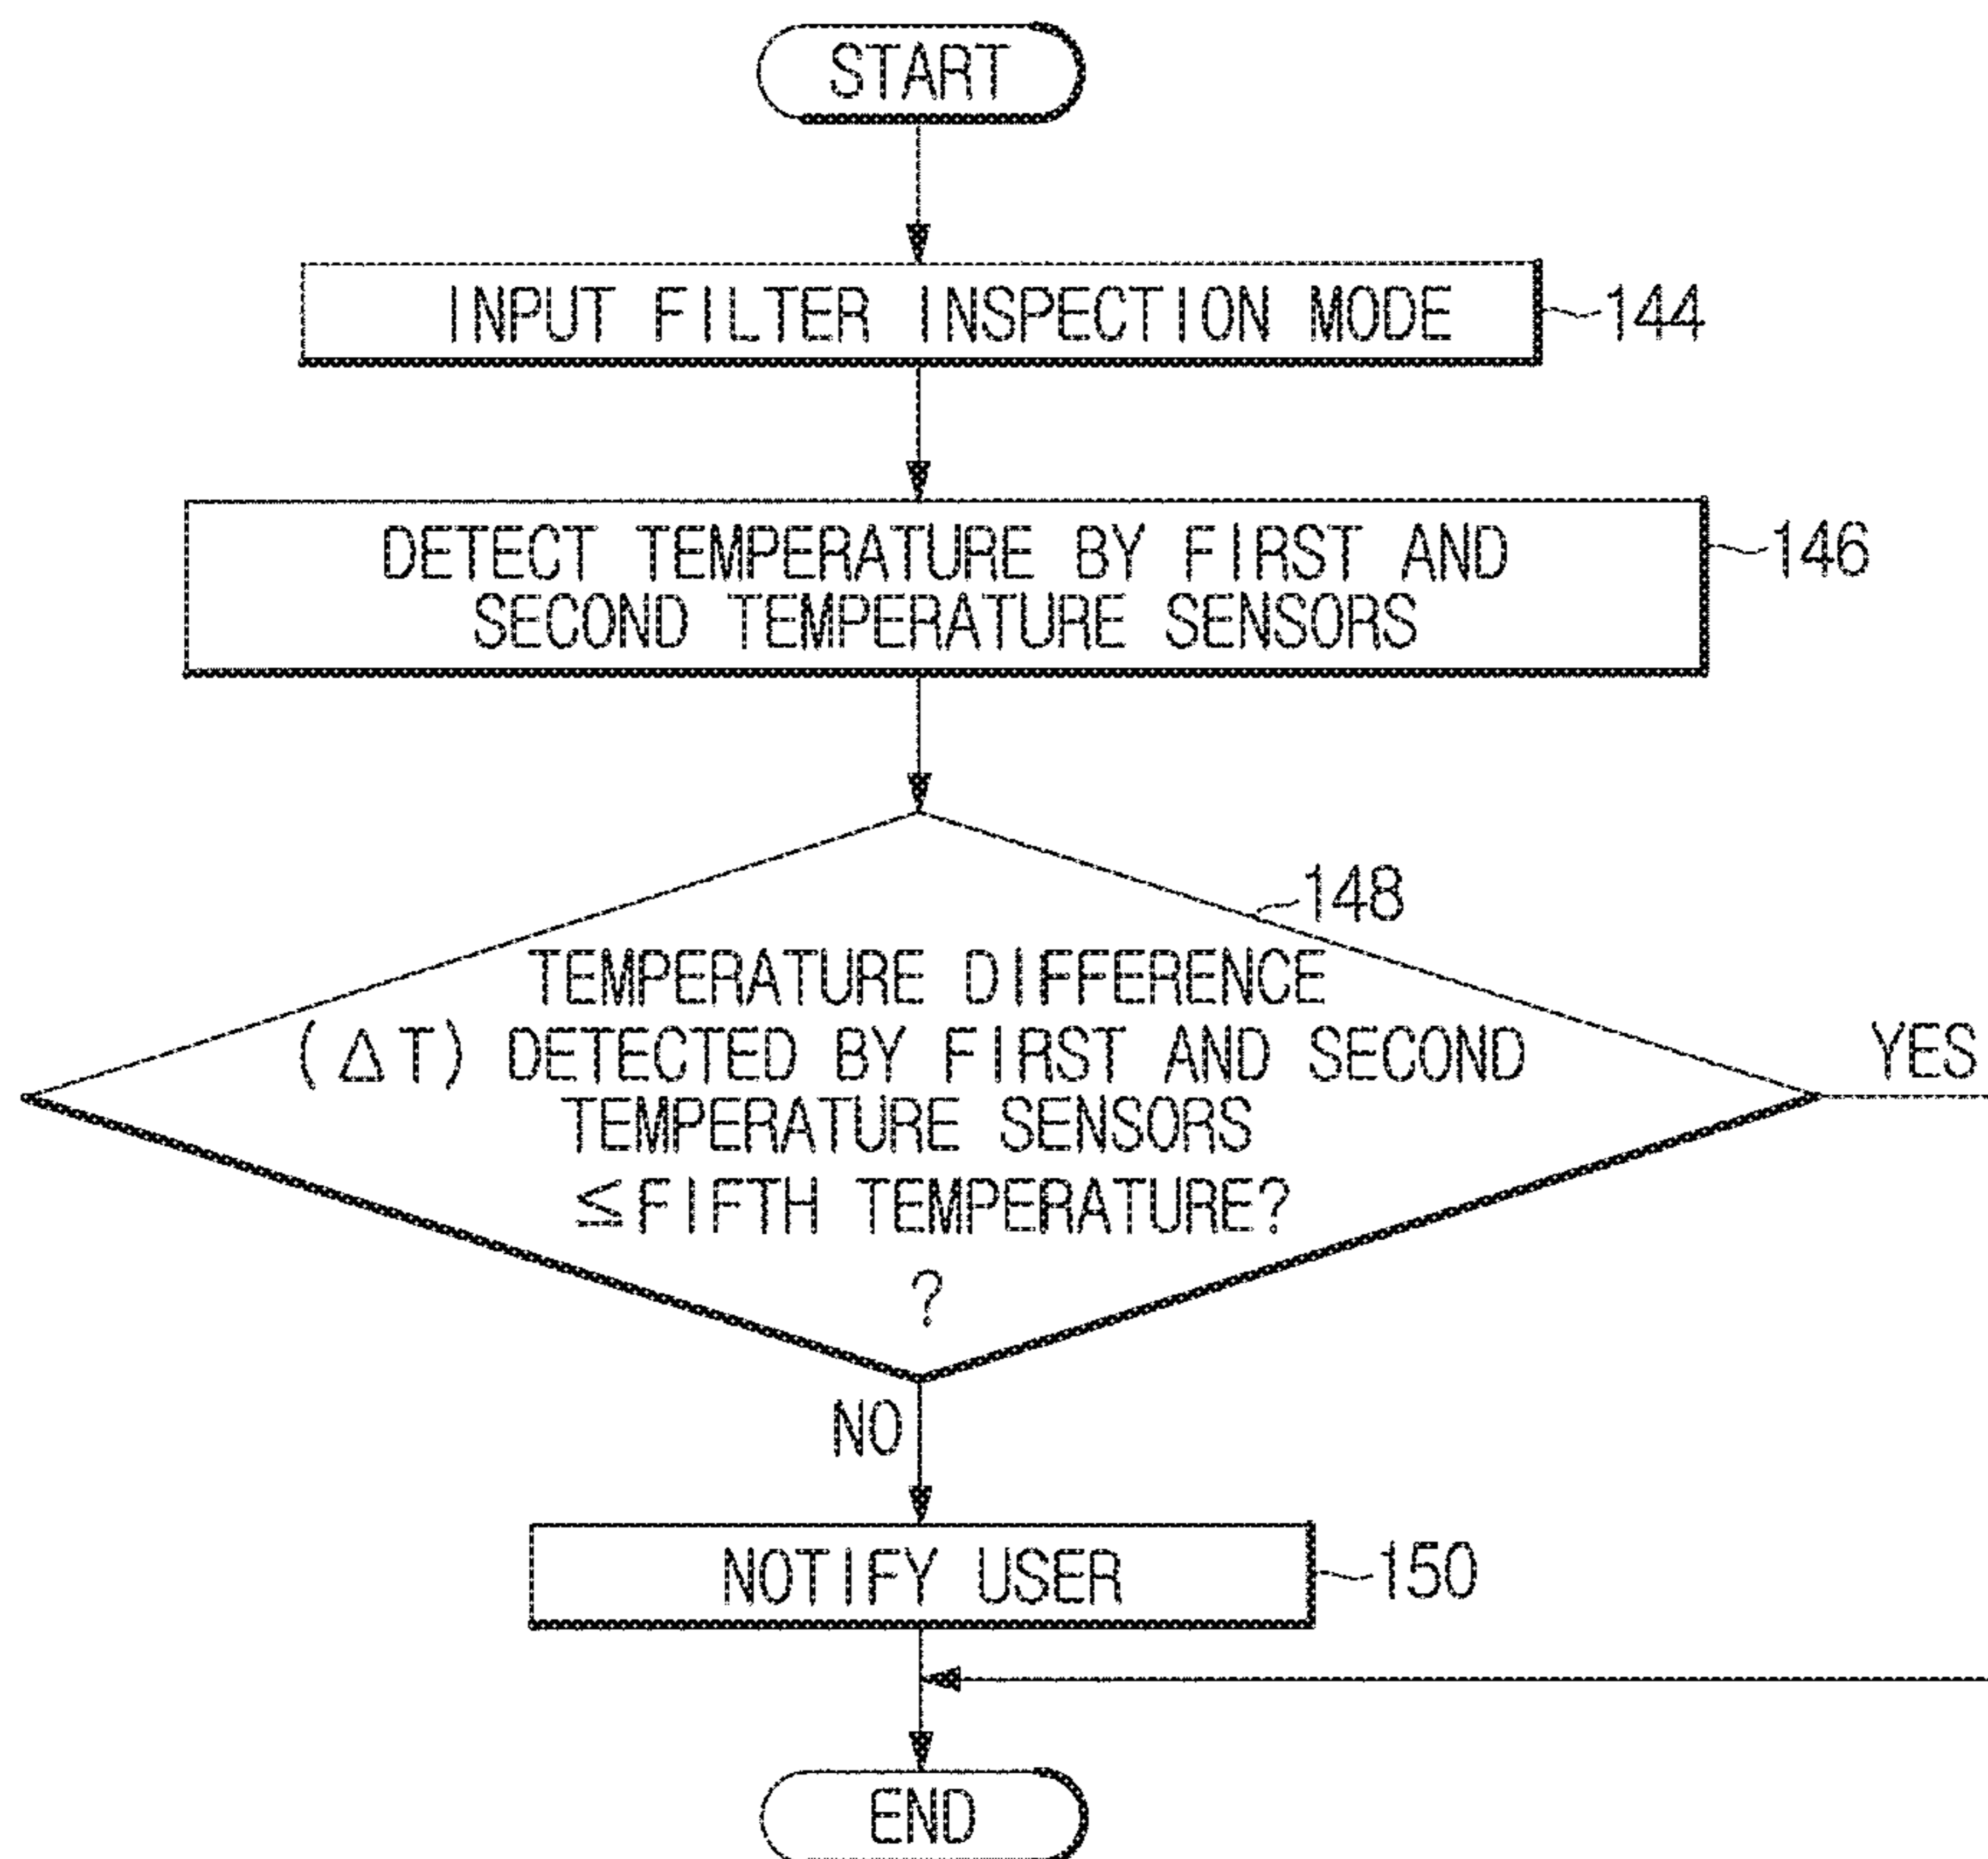 START
INPUT FILTER INSPECTION MODE
144
DETECT TEMPERATURE BY FIRST AND
SECOND TEMPERATURE SENSORS
146
148
TEMPERATURE DIFFERENCE
(ΔT) DETECTED BY FIRST AND SECOND
TEMPERATURE SENSORS
≦FIFTH TEMPERATURE?
?
YES
NO
NOTIFY USER
150
END